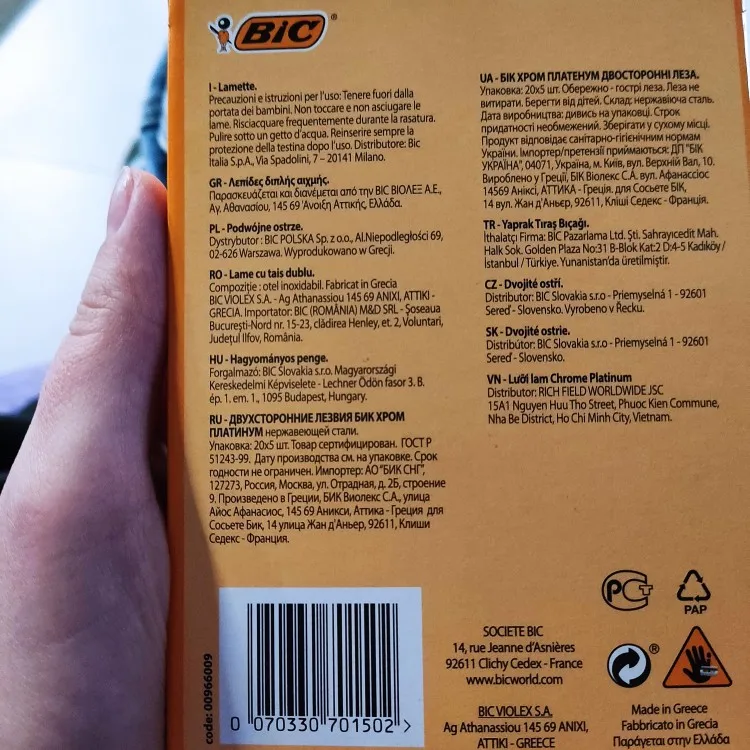 BIC®
I - Lamette.
Precauzioni e istruzioni per l'uso: Tenere fuori dalla
portata dei bambini. Non toccare e non asciugare le
lame. Risciacquare frequentemente durante la rasatura.
Pulire sotto un getto d'acqua. Reinserire sempre la
protezione della testina dopo l'uso. Distributore: Bic
Italia S.p.A., Via Spadolini, 7 – 20141 Milano.
GR - Λεπίδες διπλής αιχμής.
Παρασκευάζεται και διανέμεται από την BIC ΒΙΟΛΕΞ Α.Ε.,
Αγ. Αθανασίου, 145 69 Άνοιξη Αττικής, Ελλάδα.
PL - Podwójne ostrze.
Dystrybutor : BIC POLSKA Sp. z o.o., Al.Niepodległości 69,
02-626 Warszawa. Wyprodukowano w Grecji.
RO - Lame cu tais dublu.
Compoziție : otel inoxidabil. Fabricat in Grecia
BIC VIOLEX S.A. - Ag Athanassiou 145 69 ANIXI, ATTIKI -
GRECIA. Importator: BIC (ROMÂNIA) M&D SRL - Șoseaua
București-Nord nr. 15-23, clădirea Henley, et. 2, Voluntari,
Județul Ilfov, România.
HU - Hagyományos penge.
Forgalmazó: BIC Slovakia s.r.o. Magyarországi
Kereskedelmi Képviselete - Lechner Ödön fasor 3. B.
ép. 1. em. 1., 1095 Budapest, Hungary.
RU - ДВУХСТОРОННИЕ ЛЕЗВИЯ БИК ХРОМ
ПЛАТИНУМ нержавеющей стали.
Упаковка: 20x5 шт. Товар сертифицирован. ГОСТ Р
51243-99. Дату производства см. на упаковке. Срок
годности не ограничен. Импортер: АО "БИК СНГ",
127273, Россия, Москва, ул. Отрадная, д. 2Б, строение
9. Произведено в Греции, БИК Виолекс С.А., улица
Айос Афанасиос, 145 69 Аникси, Аттика - Греция для
Сосьете Бик, 14 улица Жан д'Аньер, 92611, Клиши
Седекс - Франция.
UA - БІК ХРОМ ПЛАТЕНУМ ДВОСТОРОННІ ЛЕЗА.
Упаковка: 20x5 шт. Обережно - гострі леза. Леза не
витирати. Берегти від дітей. Склад: нержавіюча сталь.
Дата виробництва: дивись на упаковці. Строк
придатності необмежений. Зберігати у сухому місці.
Продукт відповідає санітарно-гігієнічним нормам
України. Імпортер/претензії приймаються: ДП "БІК
УКРАЇНА", 04071, Україна, м. Київ, вул. Верхній Вал, 10.
Вироблено у Греції, БІК Віолекс С.А. вул. Афанассіос
14569 Аніксі, АТТИКА - Греція. для Сосьете БІК,
14 вул. Жан д'Аньєр, 92611, Кліші Седекс - Франція.
TR - Yaprak Tıraş Bıçağı.
İthalatçi Firma: BIC Pazarlama Ltd. Şti. Sahrayıcedit Mah.
Halk Sok. Golden Plaza No:31 B-Blok Kat:2 D:4-5 Kadıköy /
İstanbul / Türkiye. Yunanistan'da üretilmiştir.
CZ - Dvojité ostří.
Distributor: BIC Slovakia s.r.o - Priemyselná 1 - 92601
Sereď - Slovensko. Vyrobeno v Řecku.
SK - Dvojité ostrie.
Distribútor: BIC Slovakia s.r.o - Priemyselná 1 - 92601
Sereď - Slovensko.
VN - Lưỡi lam Chrome Platinum
Distributor: RICH FIELD WORLDWIDE JSC
15A1 Nguyen Huu Tho Street, Phuoc Kien Commune,
Nha Be District, Ho Chi Minh City, Vietnam.
code: 00966009
0 070330 701502 >
SOCIETE BIC
14, rue Jeanne d'Asnières
92611 Clichy Cedex - France
www.bicworld.com
BIC VIOLEX S.A.
Ag Athanassiou 145 69 ANIXI,
ATTIKI - GREECE
РСТ
PAP
®
Made in Greece
Fabbricato in Grecia
Παράγεται στην Ελλάδα